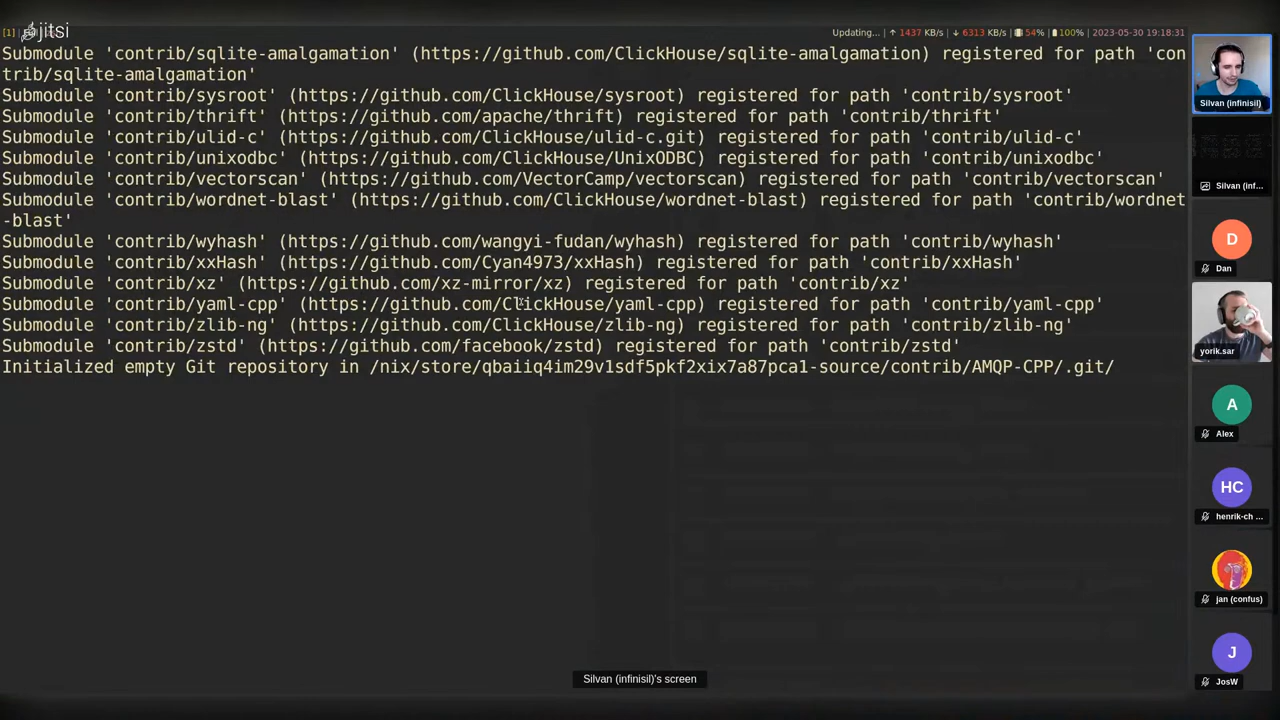 jitsi
[1]
Updating... | ↑ 1437 KB/s | ↓ 6313 KB/s | 54% | 100% | 2023-05-30 19:18:31
Submodule 'contrib/sqlite-amalgamation' (https://github.com/ClickHouse/sqlite-amalgamation) registered for path 'con
trib/sqlite-amalgamation'
Submodule 'contrib/sysroot' (https://github.com/ClickHouse/sysroot) registered for path 'contrib/sysroot'
Submodule 'contrib/thrift' (https://github.com/apache/thrift) registered for path 'contrib/thrift'
Submodule 'contrib/ulid-c' (https://github.com/ClickHouse/ulid-c.git) registered for path 'contrib/ulid-c'
Submodule 'contrib/unixodbc' (https://github.com/ClickHouse/UnixODBC) registered for path 'contrib/unixodbc'
Submodule 'contrib/vectorscan' (https://github.com/VectorCamp/vectorscan) registered for path 'contrib/vectorscan'
Submodule 'contrib/wordnet-blast' (https://github.com/ClickHouse/wordnet-blast) registered for path 'contrib/wordnet
-blast'
Submodule 'contrib/wyhash' (https://github.com/wangyi-fudan/wyhash) registered for path 'contrib/wyhash'
Submodule 'contrib/xxHash' (https://github.com/Cyan4973/xxHash) registered for path 'contrib/xxHash'
Submodule 'contrib/xz' (https://github.com/xz-mirror/xz) registered for path 'contrib/xz'
Submodule 'contrib/yaml-cpp' (https://github.com/ClickHouse/yaml-cpp) registered for path 'contrib/yaml-cpp'
Submodule 'contrib/zlib-ng' (https://github.com/ClickHouse/zlib-ng) registered for path 'contrib/zlib-ng'
Submodule 'contrib/zstd' (https://github.com/facebook/zstd) registered for path 'contrib/zstd'
Initialized empty Git repository in /nix/store/qbaiiq4im29v1sdf5pkf2xix7a87pca1-source/contrib/AMQP-CPP/.git/
Silvan (infinisil)'s screen
Silvan (infinisil)
Silvan (inf...
D
Dan
yorik.sar
A
Alex
HC
henrik-ch ...
jan (confus)
J
JosW